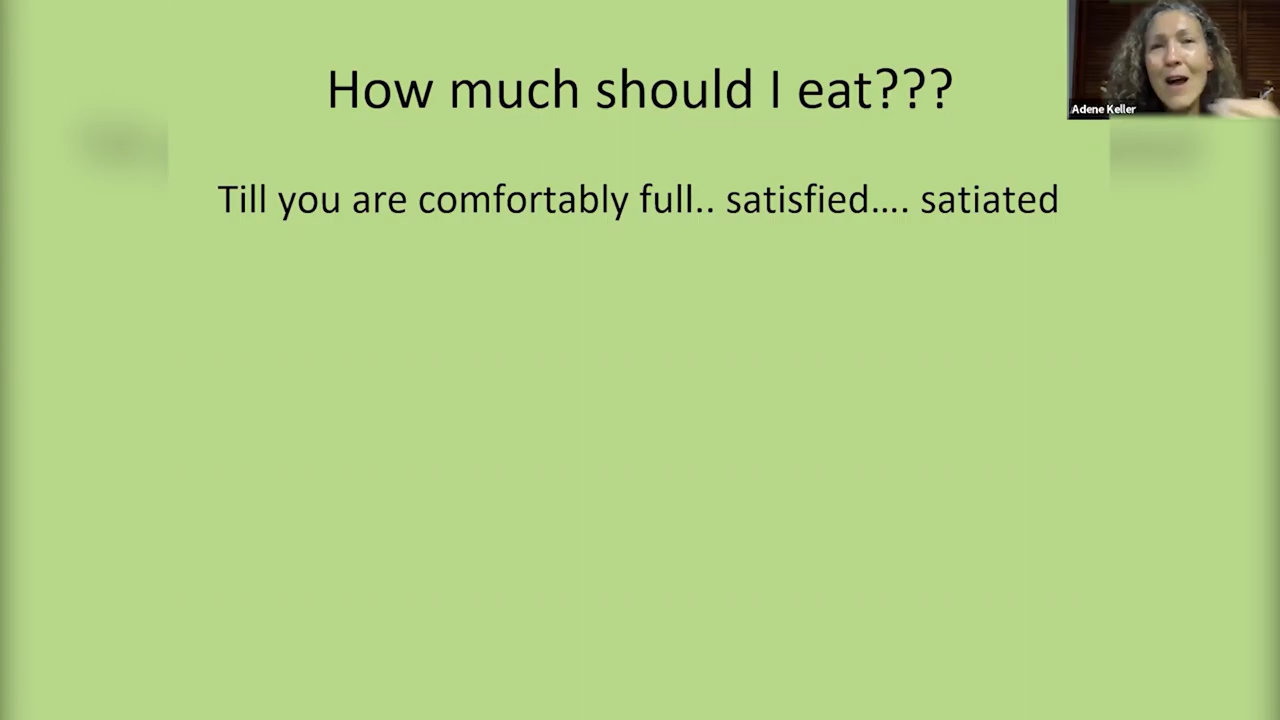 How much should I eat???
Adene Keller
Till you are comfortably full.. satisfied.... satiated